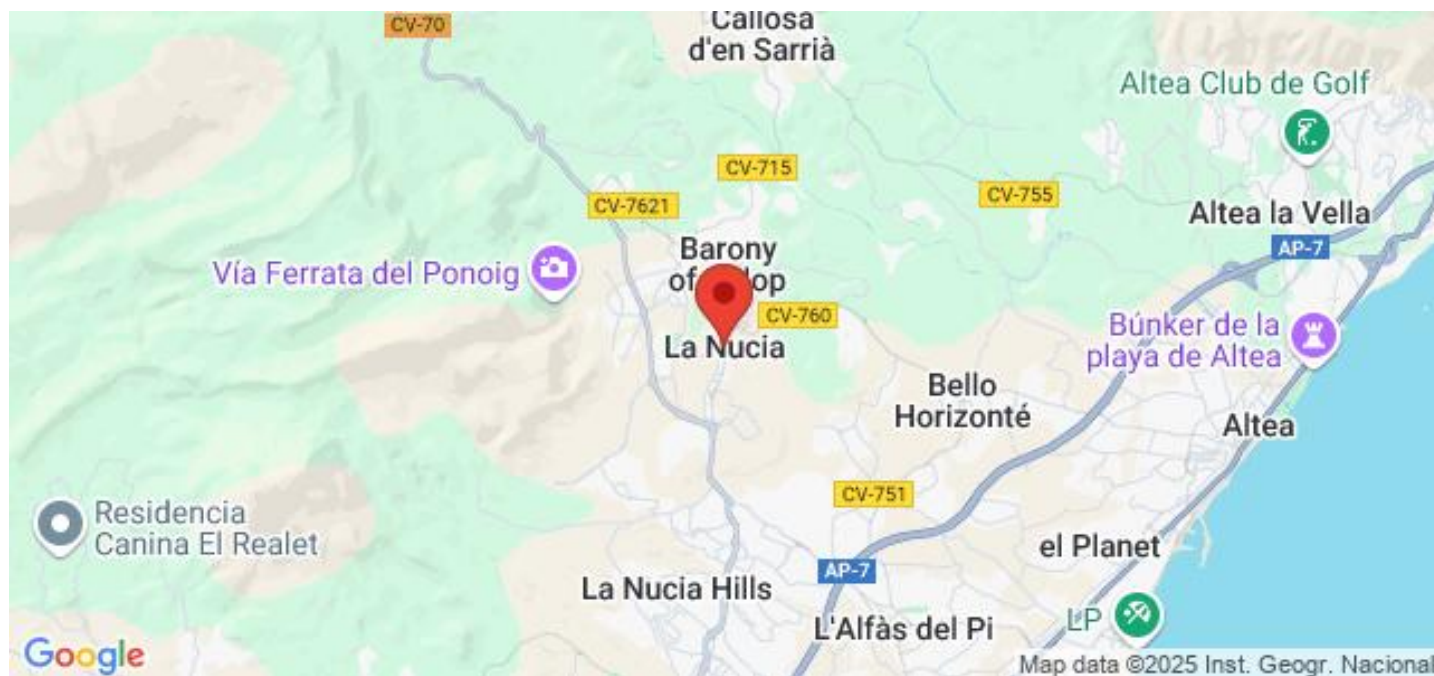 CV-70
Callosa
d'en Sarrià
Altea Club de Golf
CV-715
CV-755
CV-7621
Altea la Vella
AP-7
Barony
of
Vía Ferrata del Ponoig
CV-760
Búnker de la
playa de Altea
La Nucia
Bello
Horizonté
Altea
CV-751
Residencia
Canina El Realet
el Planet
AP-7
La Nucia Hills
L'Alfàs del Pi
LP
Google
Map data ©2025 Inst. Geogr. Nacional